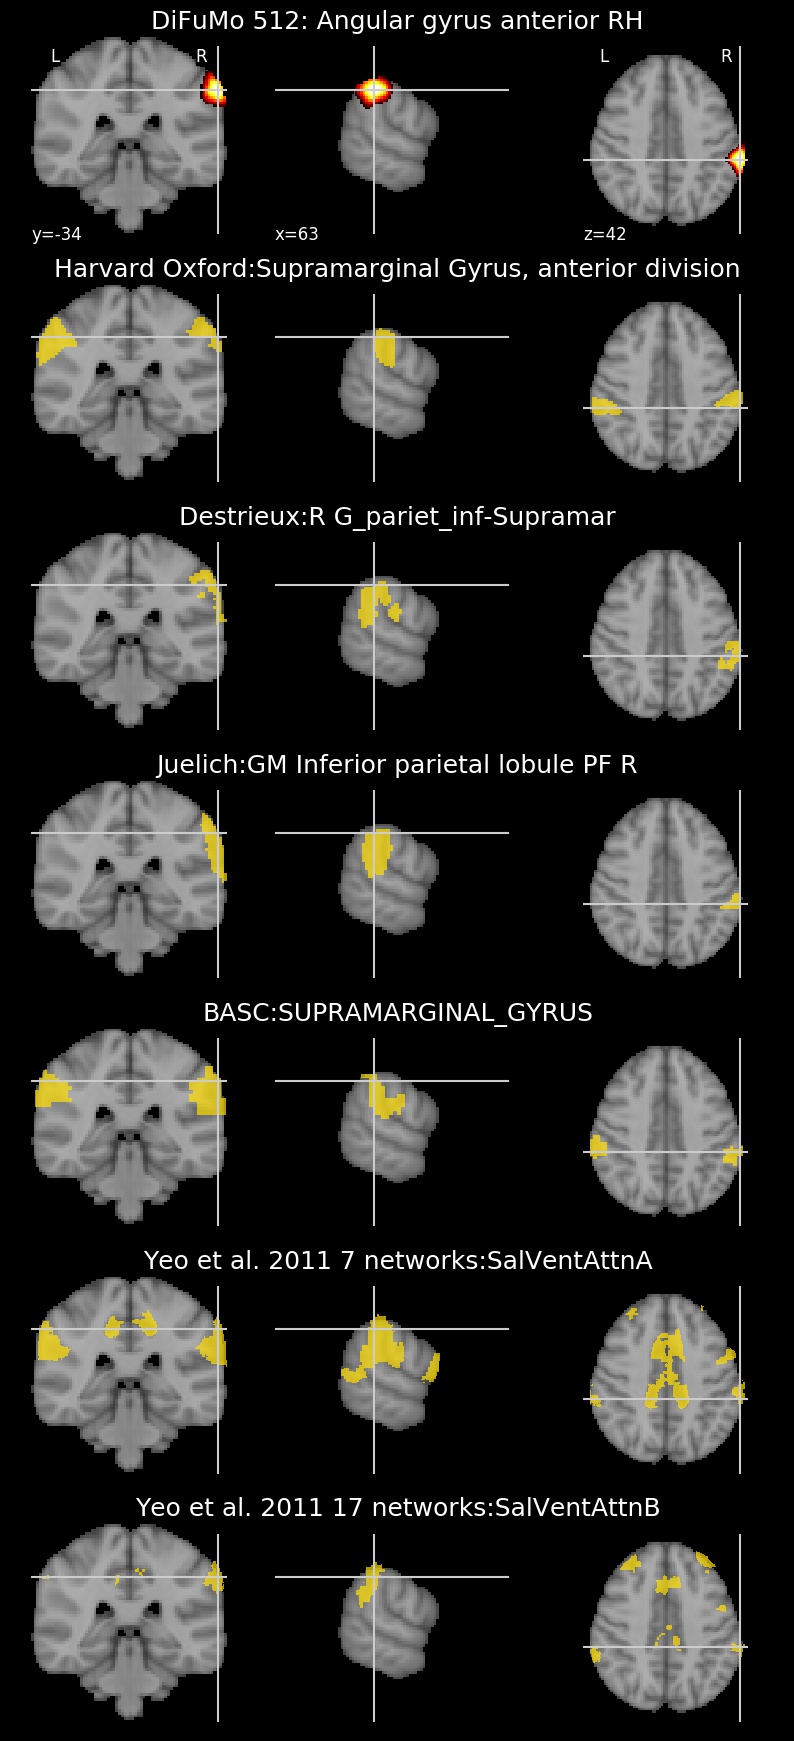 DiFuMo 512: Angular gyrus anterior RH
L R L R
y=-34 x=63 z=42
Harvard Oxford:Supramarginal Gyrus, anterior division
Destrieux:R G_pariet_inf-Supramar
Juelich:GM Inferior parietal lobule PF R
BASC:SUPRAMARGINAL_GYRUS
Yeo et al. 2011 7 networks:SalVentAttnA
Yeo et al. 2011 17 networks:SalVentAttnB